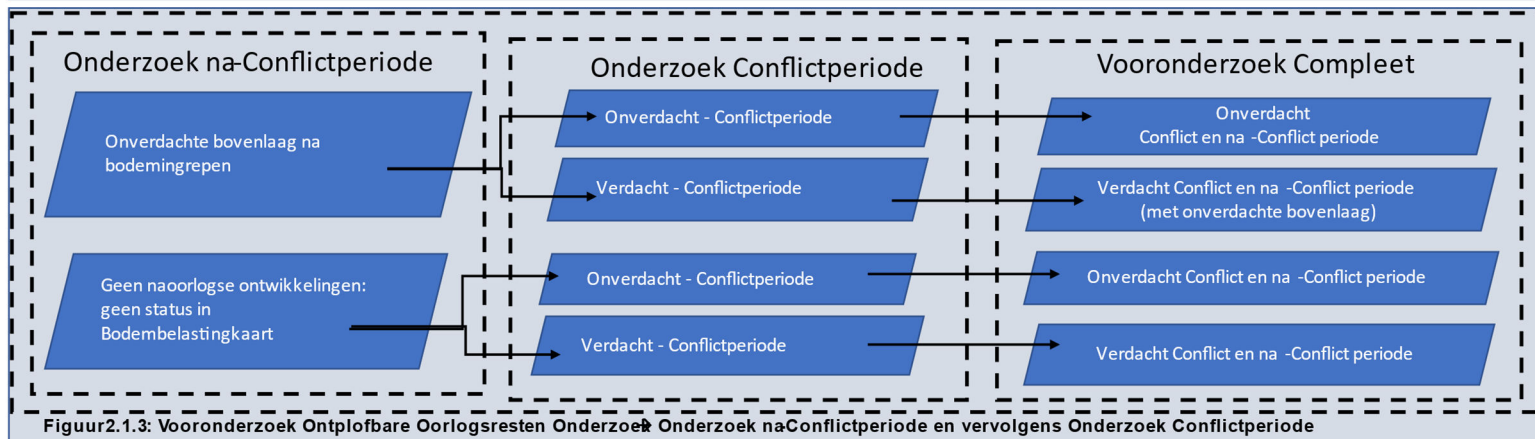 Onderzoek na-Conflictperiode
Onverdachte bovenlaag na
bodemingrepen
Geen naoorlogse ontwikkelingen:
geen status in
Bodembelastingkaart
Onderzoek Conflictperiode
Onverdacht - Conflictperiode
Verdacht - Conflictperiode
Onverdacht - Conflictperiode
Verdacht - Conflictperiode
Vooronderzoek Compleet
Onverdacht
Conflict en na -Conflict periode
Verdacht Conflict en na -Conflict periode
(met onverdachte bovenlaag)
Onverdacht Conflict en na -Conflict periode
Verdacht Conflict en na -Conflict periode
Figuur2.1.3: Vooronderzoek Ontplofbare Oorlogsresten Onderzoek → Onderzoek na-Conflictperiode en vervolgens Onderzoek Conflictperiode